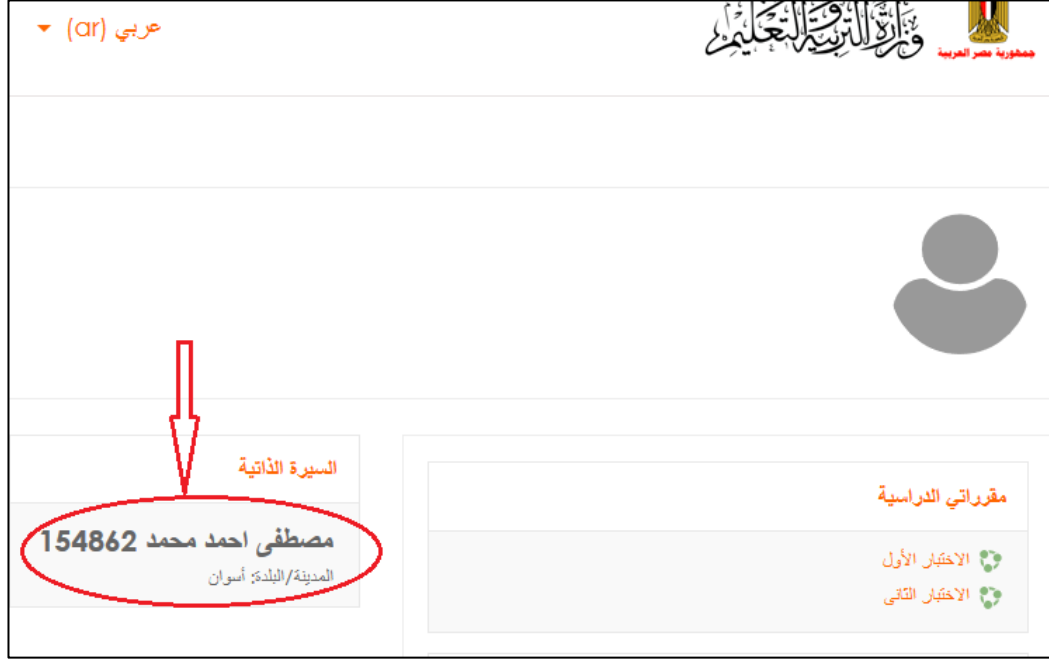 وزارة التربية والتعليم
جمهورية مصر العربية
عربي (ar)
مقرراتي الدراسية
الاختبار الأول
الاختبار الثانى
السيرة الذاتية
مصطفى احمد محمد 154862
المدينة/البلدة: أسوان